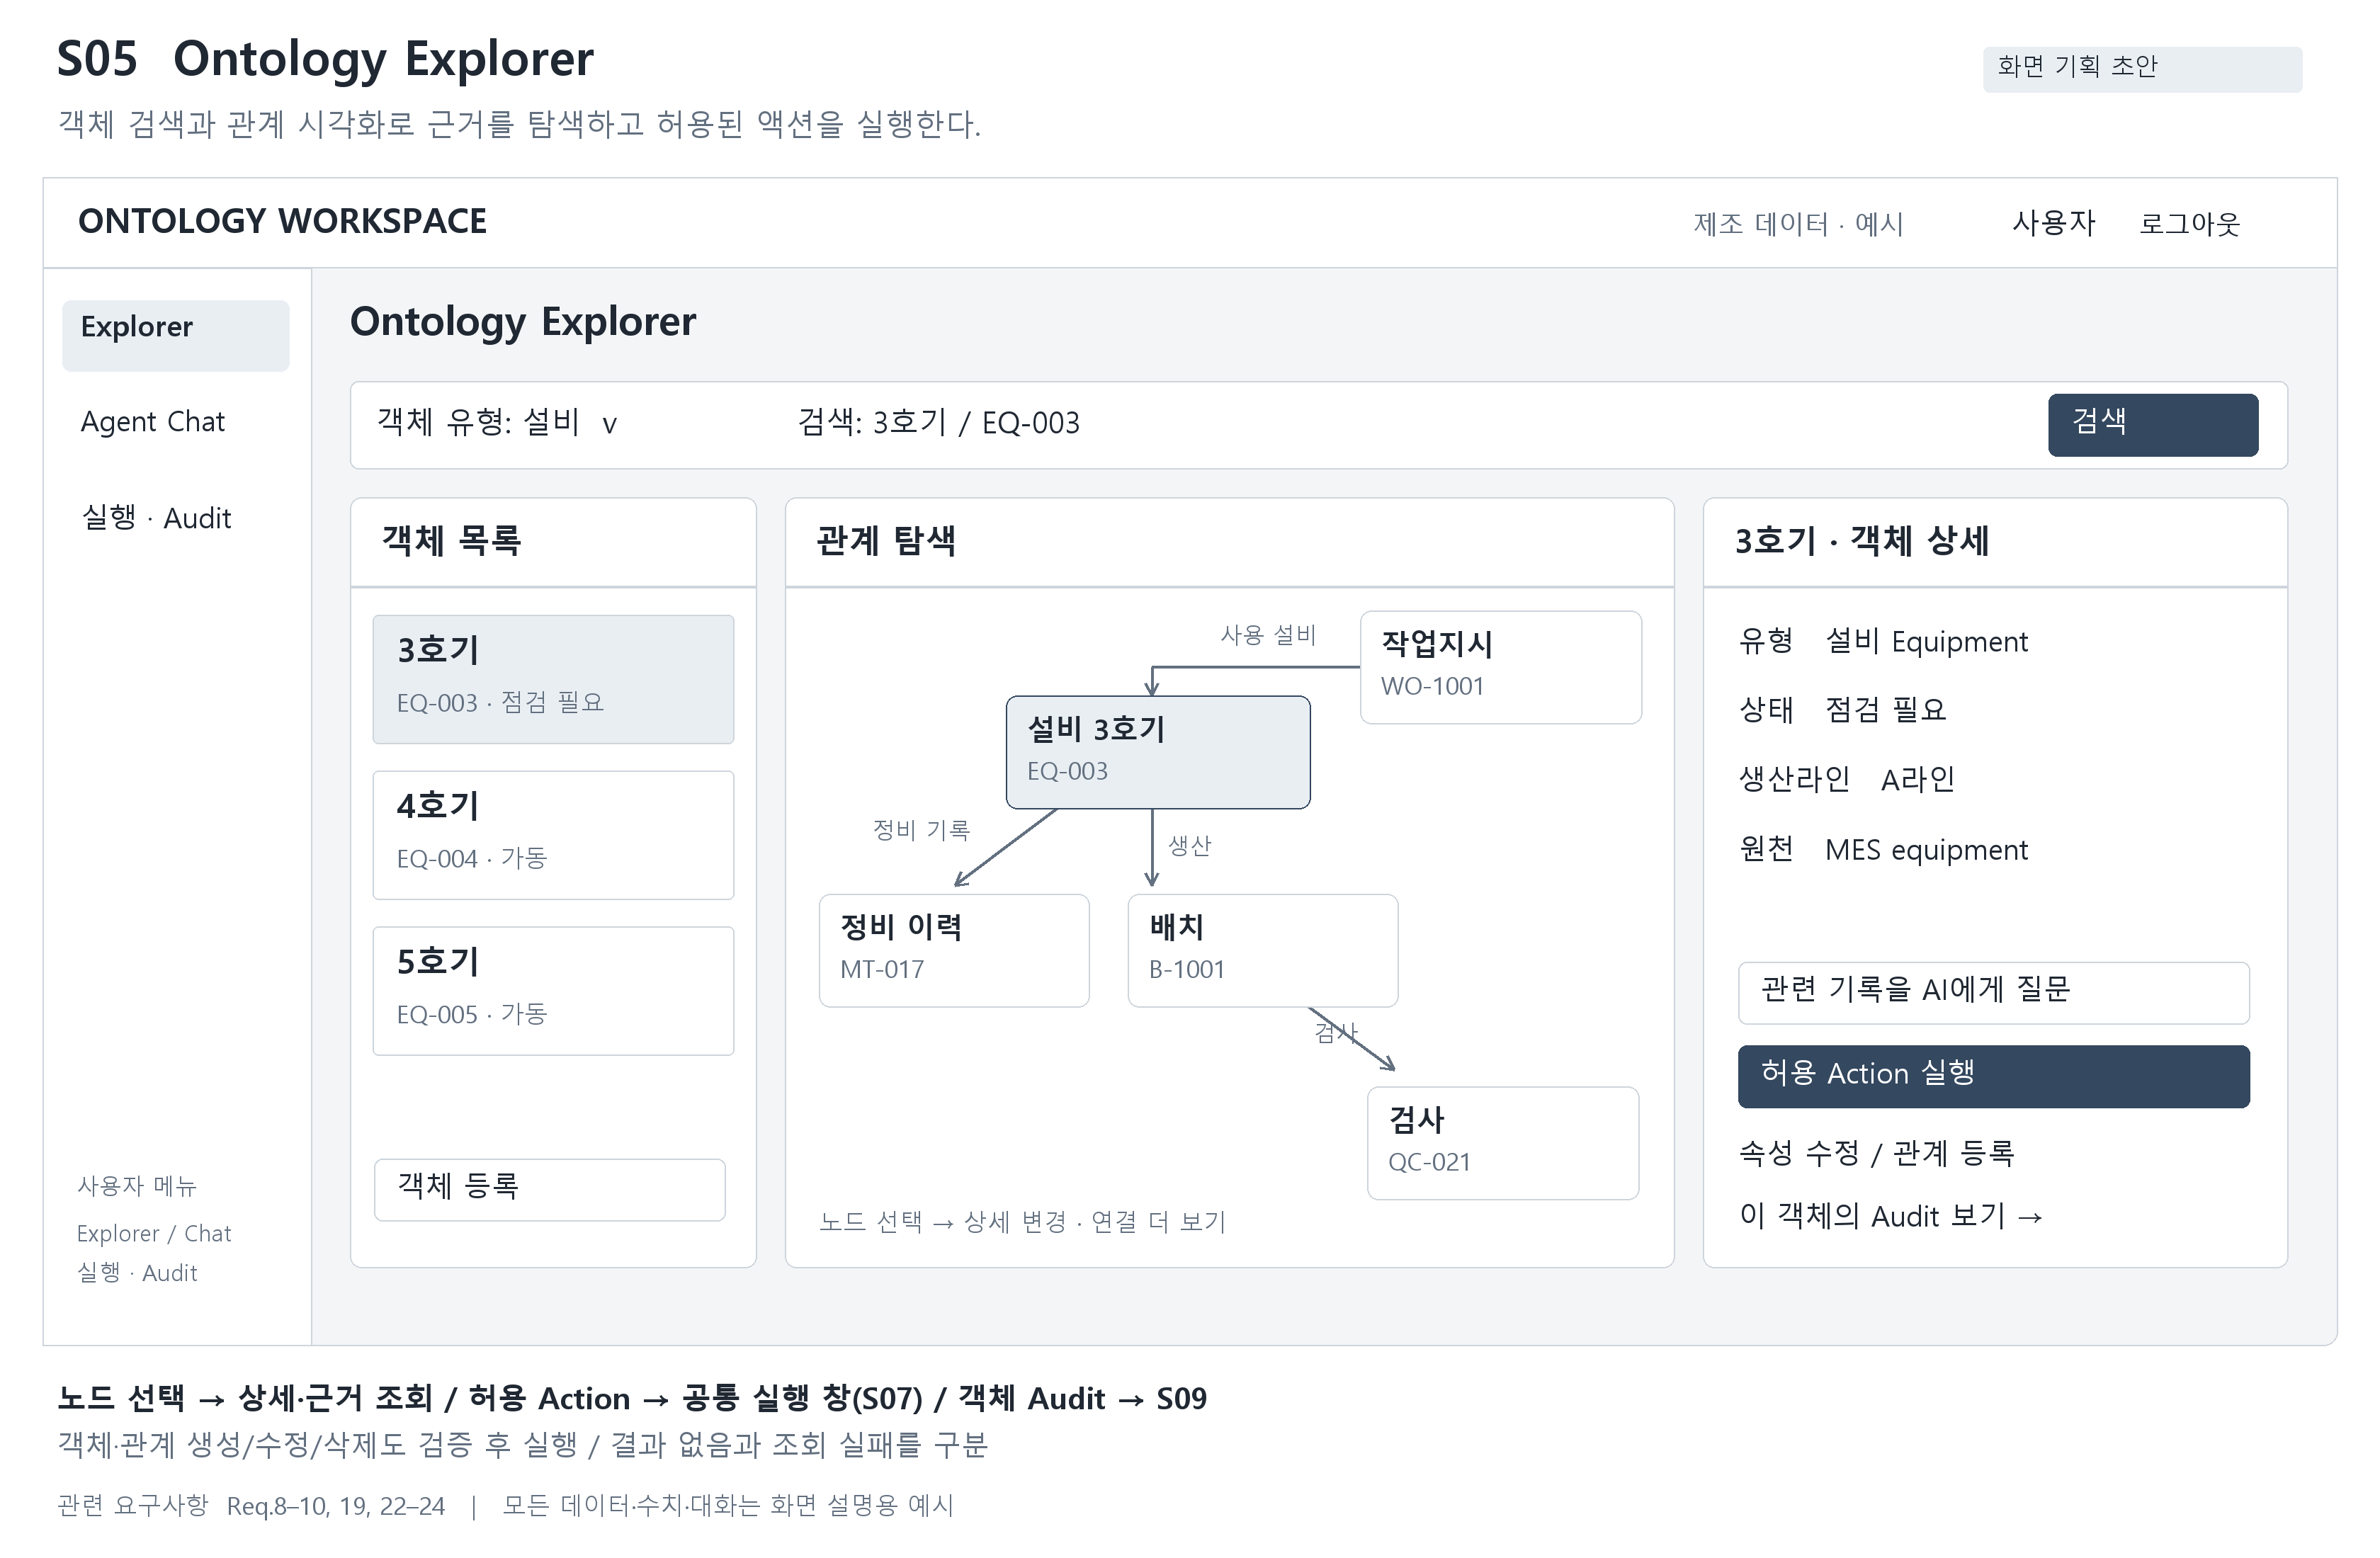 S05 Ontology Explorer
화면 기획 초안
객체 검색과 관계 시각화로 근거를 탐색하고 허용된 액션을 실행한다.
ONTOLOGY WORKSPACE
제조 데이터 · 예시
사용자
로그아웃
Explorer
Agent Chat
실행 · Audit
사용자 메뉴
Explorer / Chat
실행 · Audit
Ontology Explorer
객체 유형: 설비 v
검색: 3호기 / EQ-003
검색
객체 목록
3호기
EQ-003 · 점검 필요
4호기
EQ-004 · 가동
5호기
EQ-005 · 가동
객체 등록
관계 탐색
사용 설비
작업지시
WO-1001
설비 3호기
EQ-003
정비 기록
생산
정비 이력
MT-017
배치
B-1001
검사
검사
QC-021
노드 선택 → 상세 변경 · 연결 더 보기
3호기 · 객체 상세
유형 설비 Equipment
상태 점검 필요
생산라인 A라인
원천 MES equipment
관련 기록을 AI에게 질문
허용 Action 실행
속성 수정 / 관계 등록
이 객체의 Audit 보기 →
노드 선택 → 상세·근거 조회 / 허용 Action → 공통 실행 창(S07) / 객체 Audit → S09
객체·관계 생성/수정/삭제도 검증 후 실행 / 결과 없음과 조회 실패를 구분
관련 요구사항 Req.8–10, 19, 22–24 | 모든 데이터·수치·대화는 화면 설명용 예시